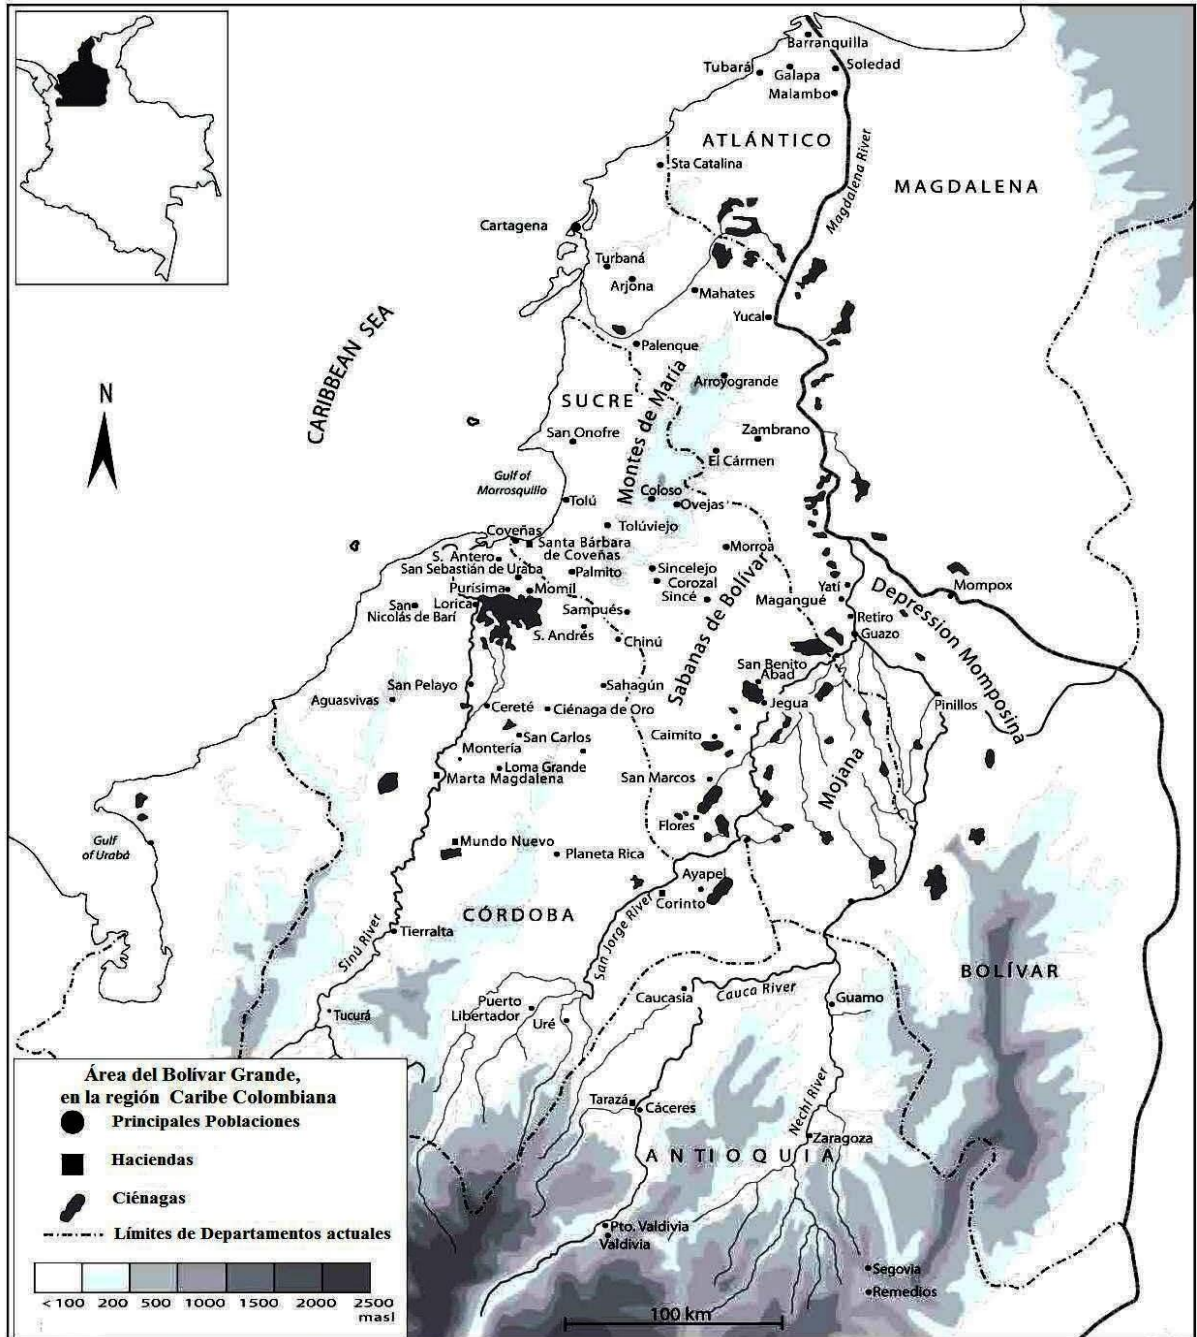 Barranquilla
Tubará
Galapa
Soledad
Malambo
ATLÁNTICO
Sta Catalina
Magdalena River
MAGDALENA
Cartagena
Turbaná
Arjona
Mahates
Yucal
CARIBBEAN SEA
N
Palenque
Arroyogrande
SUCRE
Montes de María
San Onofre
Zambrano
El Cármen
Gulf of
Morrosquillo
Tolú
Coloso
Ovejas
Tolúviejo
Coveñas
Santa Bárbara
de Coveñas
Morroa
S. Antero
San Sebastián de Uraba
Palmito
Sincelejo
Corozal
Sincé
Purísima
Momil
San
Nicolás de Barí
Lorica
Sampués
S. Andrés
Chinú
Sabanas de Bolívar
Yatí
Magangué
Retiro
Guazo
Mompox
Depression Momposina
San Benito
Abad
Jegua
Pinillos
Aguasvivas
San Pelayo
Sahagún
Cereté
Ciénaga de Oro
San Carlos
Caimito
Montería
Loma Grande
Marta Magdalena
San Marcos
Mojana
Flores
Gulf
of Urabá
Mundo Nuevo
Planeta Rica
Ayapel
Corinto
CÓRDOBA
San Jorge River
Sinú River
Tierralta
BOLÍVAR
Caucasia
Cauca River
Guamo
Puerto
Libertador
Uré
Tucurá
Tarazá
Cáceres
Nechí River
Zaragoza
ANTIOQUIA
Pto. Valdivia
Valdivia
Segovia
Remedios
Área del Bolívar Grande,
en la región Caribe Colombiana
Principales Poblaciones
Haciendas
Ciénagas
Límites de Departamentos actuales
<100 200 500 1000 1500 2000 2500
masl
100 km